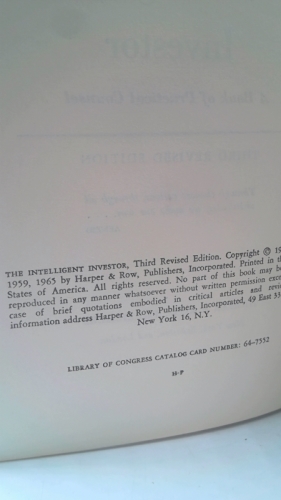 THE INTELLIGENT INVESTOR, Third Revised Edition. Copyright © 19
1959, 1965 by Harper & Row, Publishers, Incorporated. Printed in th
States of America. All rights reserved. No part of this book may be
reproduced in any manner whatsoever without written permission exc
case of brief quotations embodied in critical articles and revi
information address Harper & Row, Publishers, Incorporated, 49 East 33
New York 16, N.Y.
LIBRARY OF CONGRESS CATALOG CARD NUMBER: 64-7552
H-P